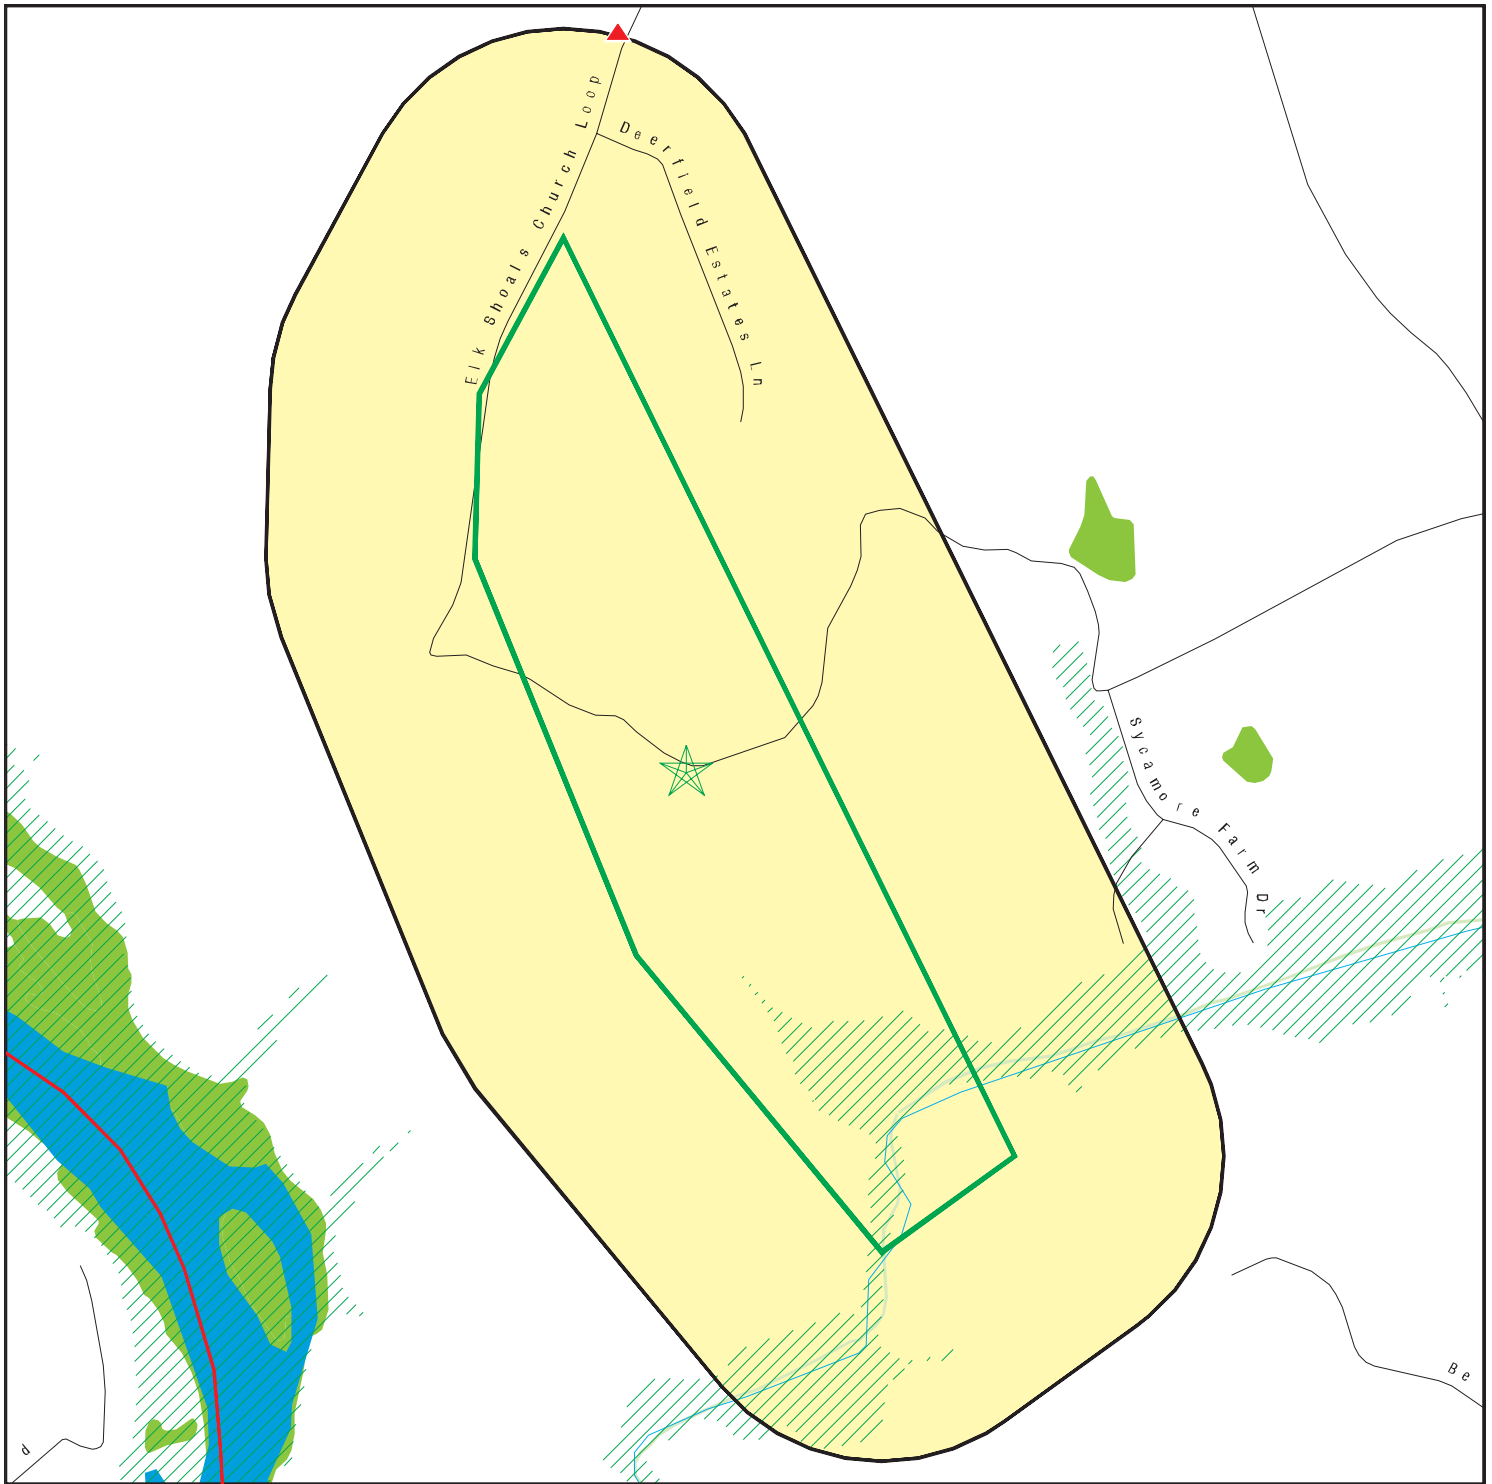 Elk Shoals Church Loop
Deerfield Estates Ln
Sycamore Farm Dr
Be
d